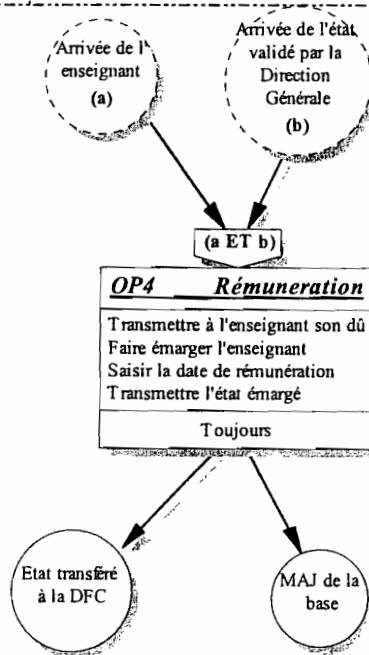 Arrivée de l'
enseignant
(a)
Arrivée de l'état
validé par la
Direction
Générale
(b)
(a ET b)
OP4 Rémuneration
Transmettre à l'enseignant son dû
Faire émarger l'enseignant
Saisir la date de rémunération
Transmettre l'état émargé
Toujours
Etat transféré
à la DFC
MAJ de la
base